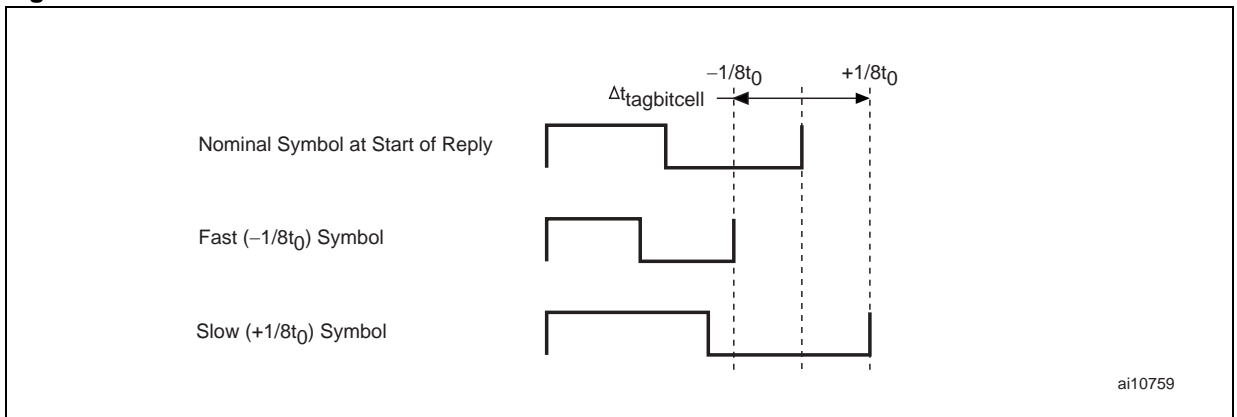 −1/8t0 +1/8t0
Δttagbitcell
Nominal Symbol at Start of Reply
Fast (−1/8t0) Symbol
Slow (+1/8t0) Symbol
ai10759